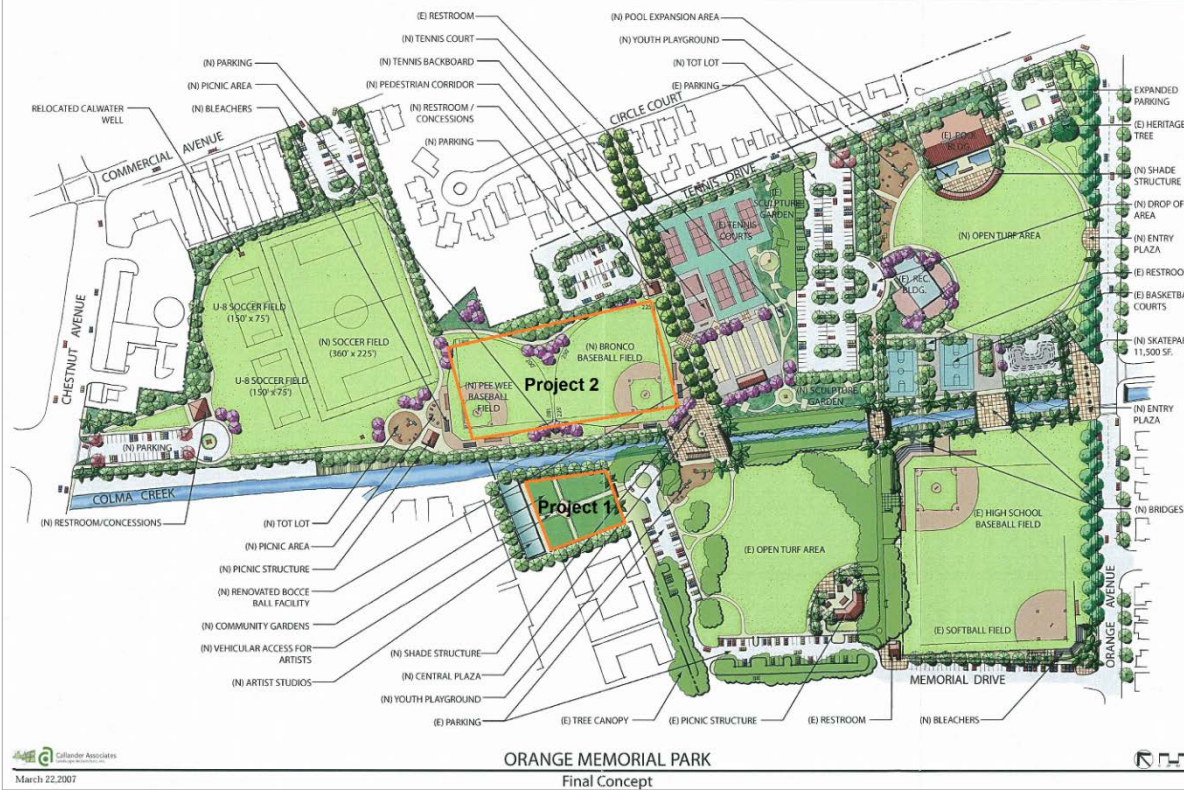 (E) RESTROOM
(N) TENNIS COURT
(N) TENNIS BACKBOARD
(N) PEDESTRIAN CORRIDOR
(N) RESTROOM /
CONCESSIONS
(N) PARKING
(N) PARKING
(N) PICNIC AREA
(N) BLEACHERS
RELOCATED CALWATER
WELL
(N) POOL EXPANSION AREA
(N) YOUTH PLAYGROUND
(N) TOT LOT
(E) PARKING
EXPANDED
PARKING
(E) HERITAGE
TREE
(N) SHADE
STRUCTURE
(N) DROP OF
AREA
(N) ENTRY
PLAZA
(E) RESTROO
(E) BASKETBA
COURTS
(N) SKATEPAR
11,500 SF.
(N) ENTRY
PLAZA
(N) BRIDGES
COMMERCIAL AVENUE
CIRCLE COURT
TENNIS DRIVE
CHESTNUT AVENUE
ORANGE AVENUE
MEMORIAL DRIVE
COLMA CREEK
(E) POOL
BLDG.
(E) SCULPTURE
GARDEN
(E) TENNIS
COURTS
(N) OPEN TURF AREA
(E) REC.
BLDG.
U-8 SOCCER FIELD
(150' x 75')
(N) SOCCER FIELD
(360' x 225')
U-8 SOCCER FIELD
(150' x 75')
(N) BRONCO
BASEBALL FIELD
(N) PEE WEE
BASEBALL
FIELD
Project 2
(N) SCULPTURE
GARDEN
(N) PARKING
Project 1
(E) HIGH SCHOOL
BASEBALL FIELD
(E) OPEN TURF AREA
(E) SOFTBALL FIELD
(N) RESTROOM/CONCESSIONS
(N) TOT LOT
(N) PICNIC AREA
(N) PICNIC STRUCTURE
(N) RENOVATED BOCCE
BALL FACILITY
(N) COMMUNITY GARDENS
(N) VEHICULAR ACCESS FOR
ARTISTS
(N) ARTIST STUDIOS
(N) SHADE STRUCTURE
(N) CENTRAL PLAZA
(N) YOUTH PLAYGROUND
(E) PARKING
(E) TREE CANOPY
(E) PICNIC STRUCTURE
(E) RESTROOM
(N) BLEACHERS
Callander Associates
March 22,2007
ORANGE MEMORIAL PARK
Final Concept